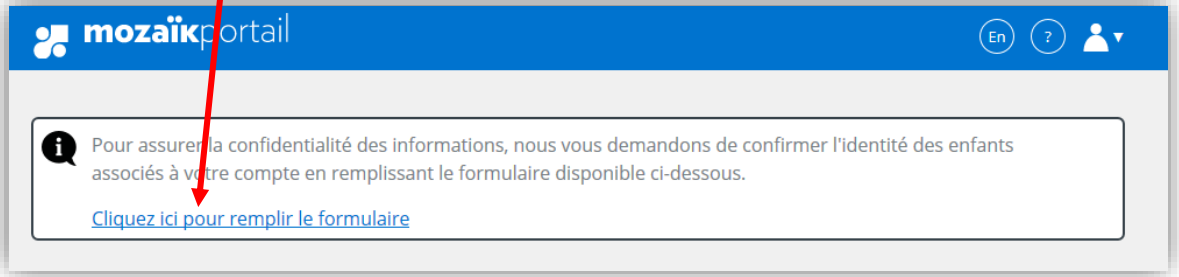 mozaïkportail
En ?
Pour assurer la confidentialité des informations, nous vous demandons de confirmer l'identité des enfants
associés à votre compte en remplissant le formulaire disponible ci-dessous.
Cliquez ici pour remplir le formulaire